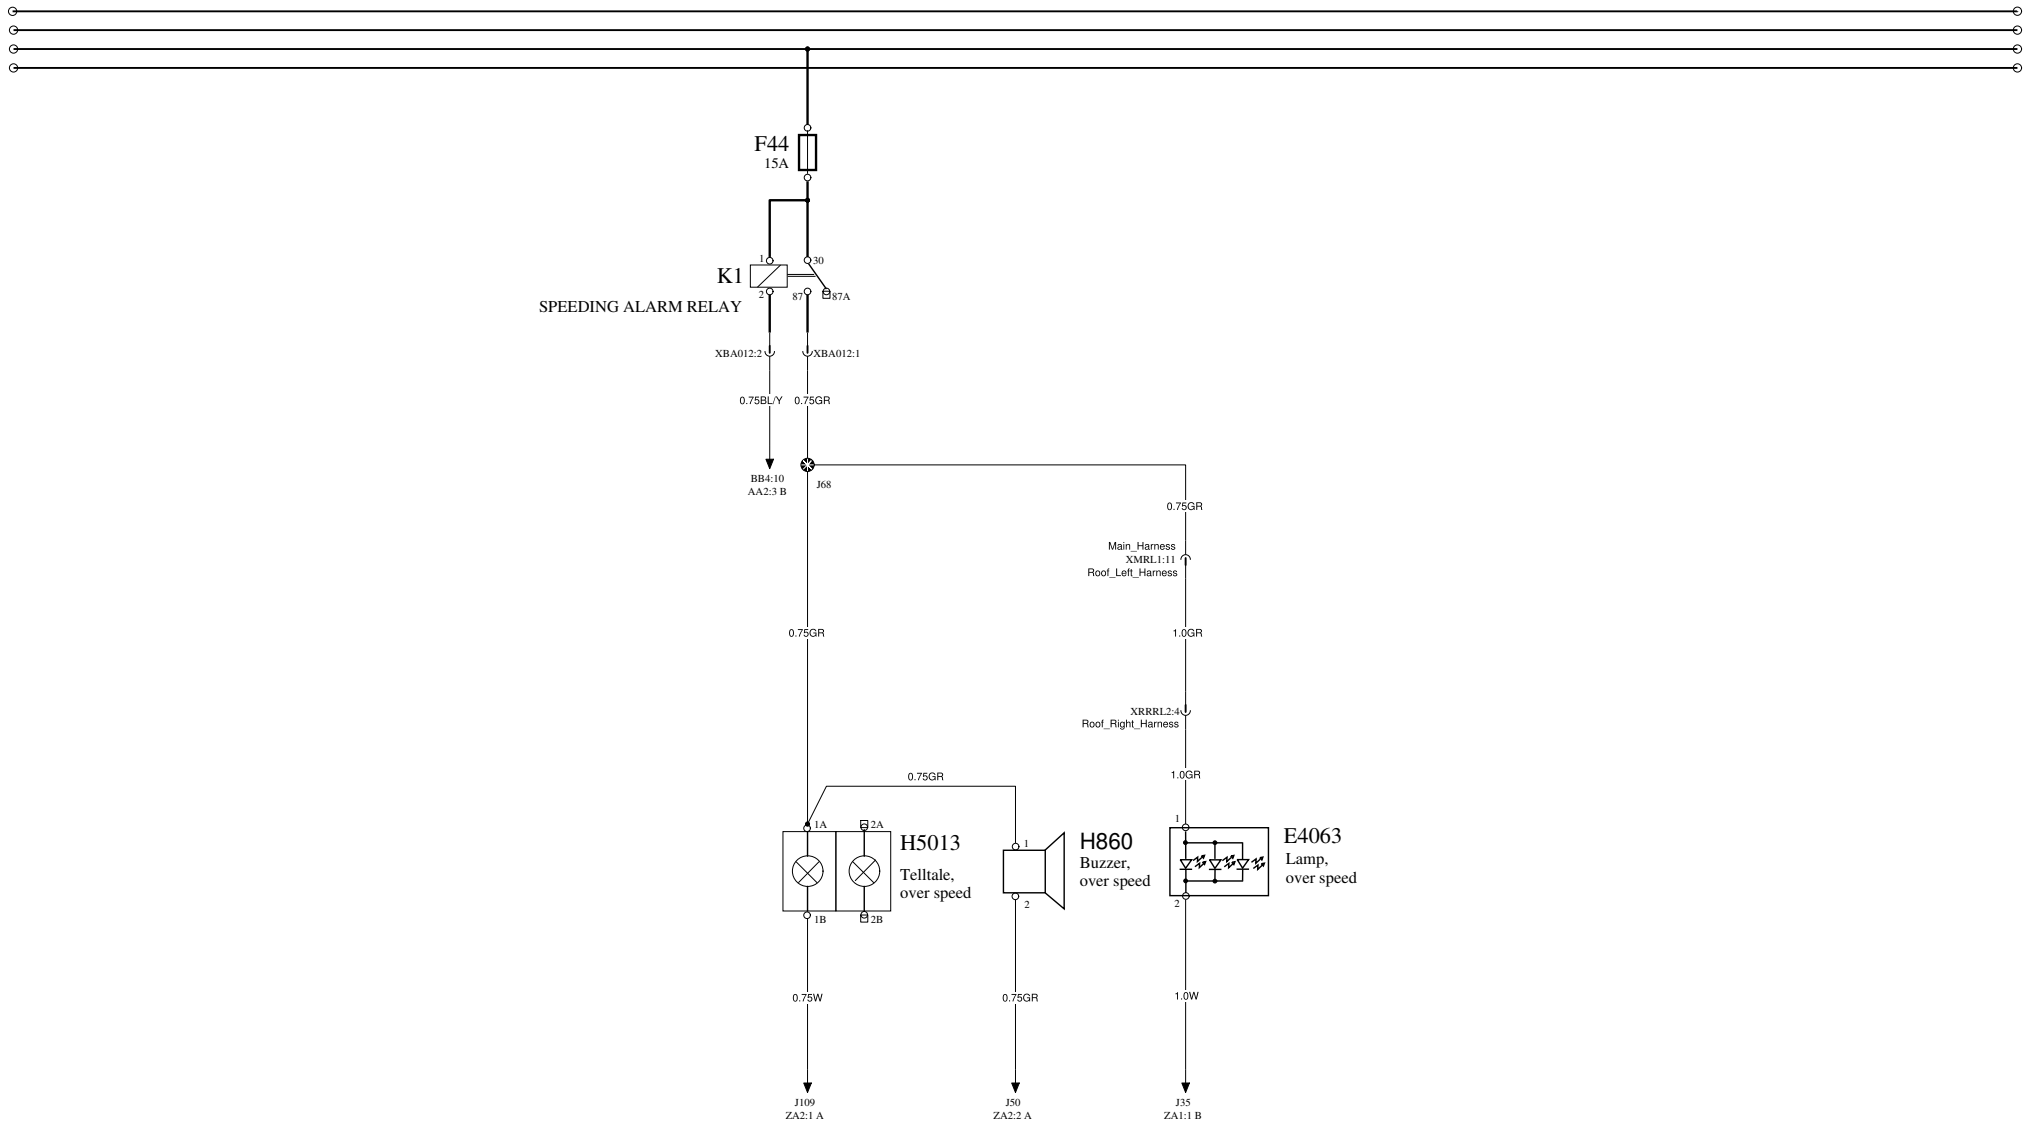 F44
15A
1
30
K1
2
87
87A
SPEEDING ALARM RELAY
XBA012:2
XBA012:1
0.75BL/Y
0.75GR
BB4:10
AA2:3 B
J68
0.75GR
Main_Harness
XMRL1:11
Roof_Left_Harness
0.75GR
1.0GR
XRRRL2:4
Roof_Right_Harness
0.75GR
1.0GR
1A
2A
H5013
Telltale,
over speed
1B
2B
1
H860
Buzzer,
over speed
2
1
E4063
Lamp,
over speed
2
0.75W
0.75GR
1.0W
J109
ZA2:1 A
J50
ZA2:2 A
J35
ZA1:1 B